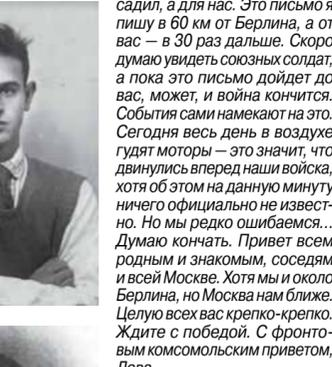 садил, а для нас. Это письмо я
пишу в 60 км от Берлина, а от
вас — в 30 раз дальше. Скоро
думаю увидеть союзных солдат,
а пока это письмо дойдет до
вас, может, и война кончится.
События сами намекают на это.
Сегодня весь день в воздухе
гудят моторы — это значит, что
двинулись вперед наши войска,
хотя об этом на данную минуту
ничего официально не извест-
но. Но мы редко ошибаемся...
Думаю кончать. Привет всем
родным и знакомым, соседям
и всей Москве. Хотя мы и около
Берлина, но Москва нам ближе.
Целую всех вас крепко-крепко.
Ждите с победой. С фронто-
вым комсомольским приветом,